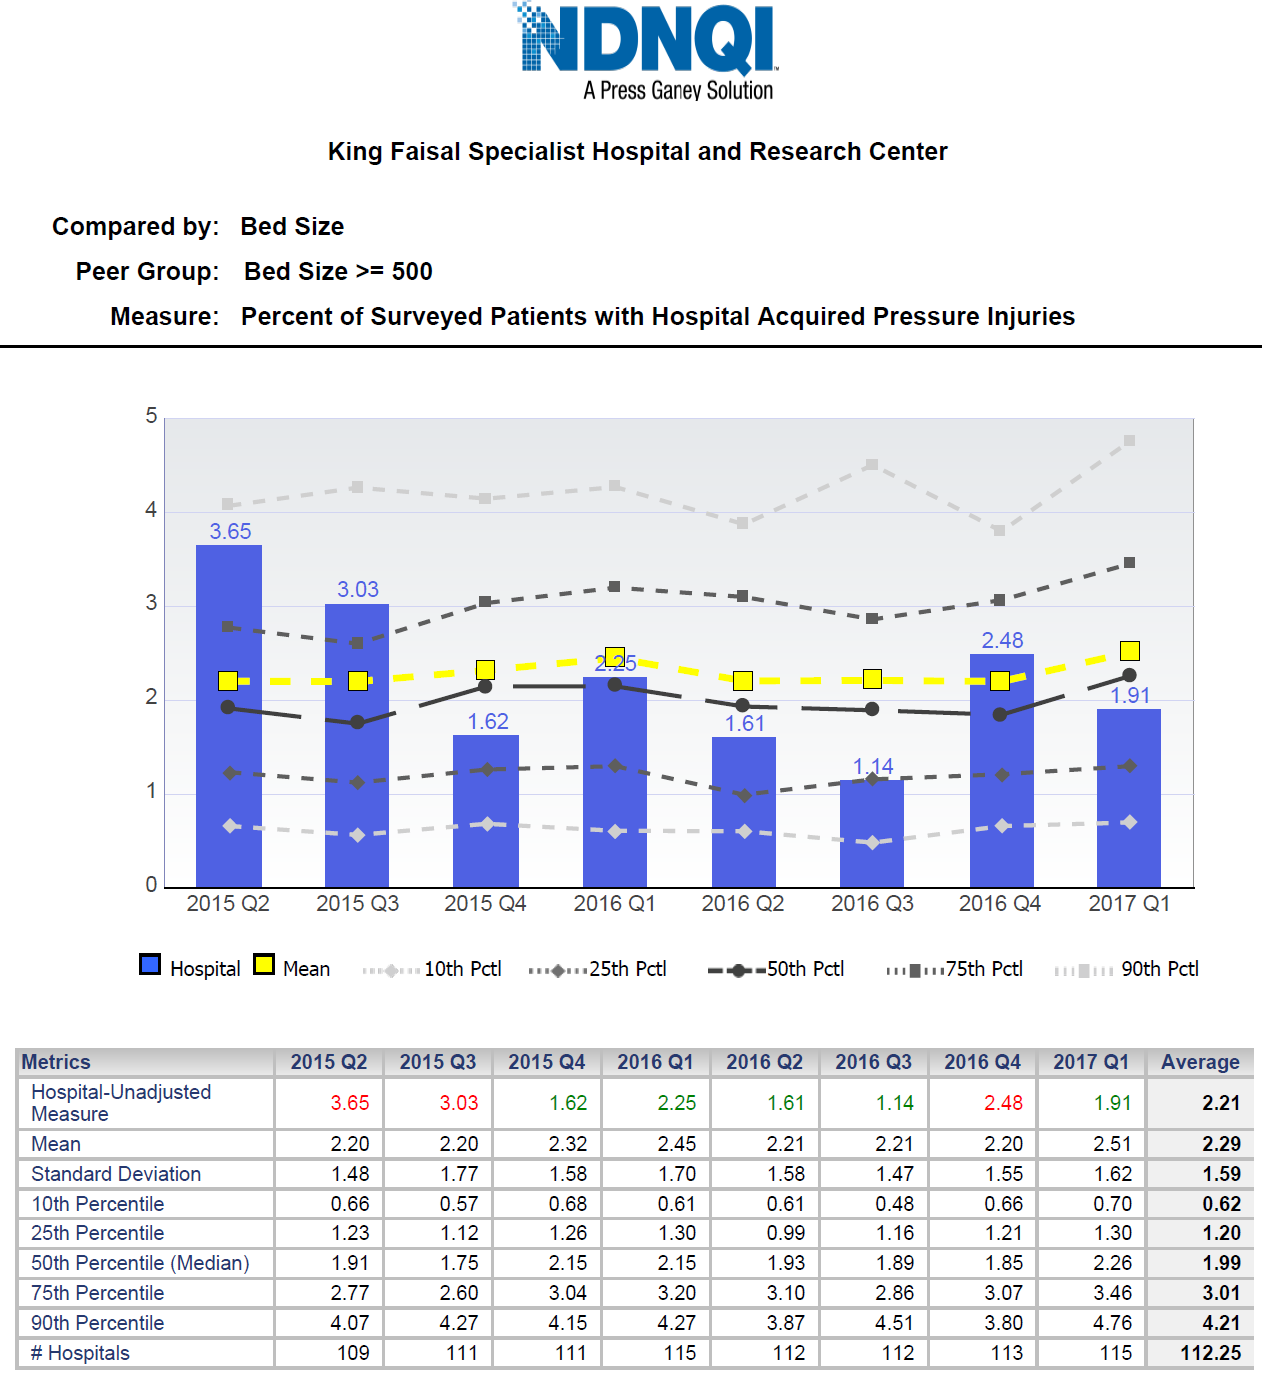 NDNQI™
A Press Ganey Solution
King Faisal Specialist Hospital and Research Center
Compared by: Bed Size
Peer Group: Bed Size >= 500
Measure: Percent of Surveyed Patients with Hospital Acquired Pressure Injuries
5
4
3
2
1
0
3.65
3.03
1.62
2.25
1.61
1.14
2.48
1.91
2015 Q2 2015 Q3 2015 Q4 2016 Q1 2016 Q2 2016 Q3 2016 Q4 2017 Q1
Hospital Mean 10th Pctl 25th Pctl 50th Pctl 75th Pctl 90th Pctl
Metrics 2015 Q2 2015 Q3 2015 Q4 2016 Q1 2016 Q2 2016 Q3 2016 Q4 2017 Q1 Average
Hospital-Unadjusted
Measure 3.65 3.03 1.62 2.25 1.61 1.14 2.48 1.91 2.21
Mean 2.20 2.20 2.32 2.45 2.21 2.21 2.20 2.51 2.29
Standard Deviation 1.48 1.77 1.58 1.70 1.58 1.47 1.55 1.62 1.59
10th Percentile 0.66 0.57 0.68 0.61 0.61 0.48 0.66 0.70 0.62
25th Percentile 1.23 1.12 1.26 1.30 0.99 1.16 1.21 1.30 1.20
50th Percentile (Median) 1.91 1.75 2.15 2.15 1.93 1.89 1.85 2.26 1.99
75th Percentile 2.77 2.60 3.04 3.20 3.10 2.86 3.07 3.46 3.01
90th Percentile 4.07 4.27 4.15 4.27 3.87 4.51 3.80 4.76 4.21
# Hospitals 109 111 111 115 112 112 113 115 112.25